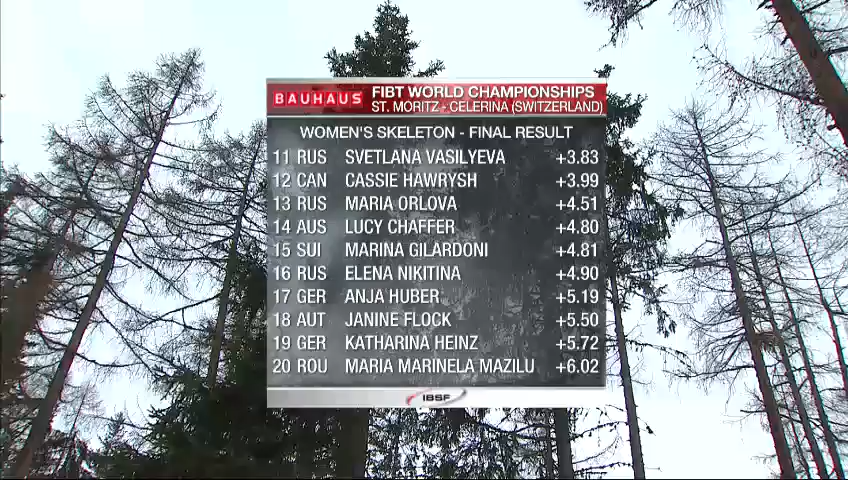 BAUHAUS
FIBT WORLD CHAMPIONSHIPS
ST. MORITZ - CELERINA (SWITZERLAND)
WOMEN'S SKELETON - FINAL RESULT
11 RUS SVETLANA VASILYEVA +3.83
12 CAN CASSIE HAWRYSH +3.99
13 RUS MARIA ORLOVA +4.51
14 AUS LUCY CHAFFER +4.80
15 SUI MARINA GILARDONI +4.81
16 RUS ELENA NIKITINA +4.90
17 GER ANJA HUBER +5.19
18 AUT JANINE FLOCK +5.50
19 GER KATHARINA HEINZ +5.72
20 ROU MARIA MARINELA MAZILU +6.02
IBSF